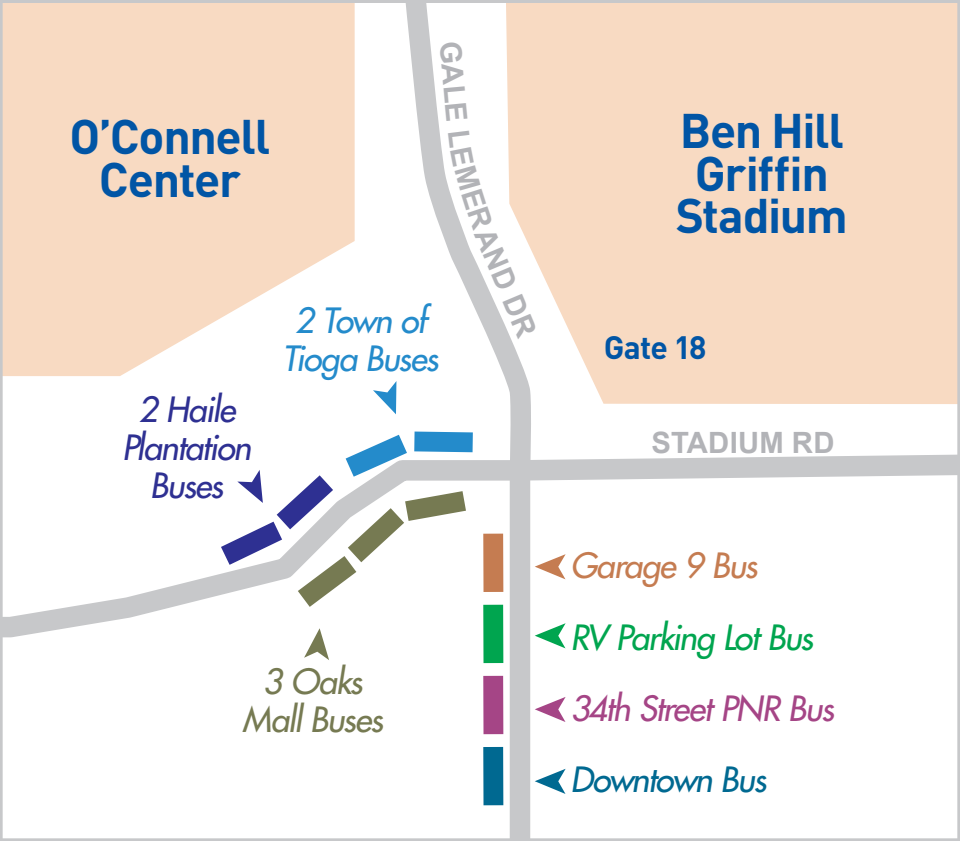 O'Connell
Center
GALE LEMERAND DR
Ben Hill
Griffin
Stadium
Gate 18
2 Town of
Tioga Buses
2 Haile
Plantation
Buses
STADIUM RD
Garage 9 Bus
RV Parking Lot Bus
3 Oaks
Mall Buses
34th Street PNR Bus
Downtown Bus